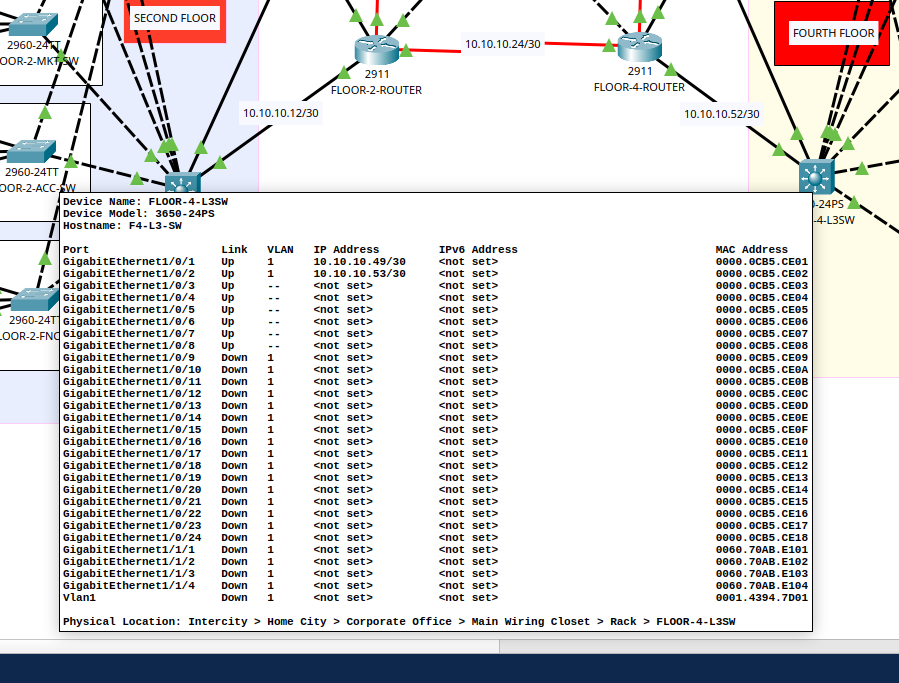 SECOND FLOOR
FOURTH FLOOR
2960-24TT
OOR-2-MKT-SW
10.10.10.24/30
2911
FLOOR-2-ROUTER
2911
FLOOR-4-ROUTER
10.10.10.12/30
10.10.10.52/30
2960-24TT
OOR-2-ACC-SW
-24PS
-4-L3SW
2960-24TT
OOR-2-FNC
Device Name: FLOOR-4-L3SW
Device Model: 3650-24PS
Hostname: F4-L3-SW
Port Link VLAN IP Address IPv6 Address MAC Address
GigabitEthernet1/0/1 Up 1 10.10.10.49/30 <not set> 0000.0CB5.CE01
GigabitEthernet1/0/2 Up 1 10.10.10.53/30 <not set> 0000.0CB5.CE02
GigabitEthernet1/0/3 Up -- <not set> <not set> 0000.0CB5.CE03
GigabitEthernet1/0/4 Up -- <not set> <not set> 0000.0CB5.CE04
GigabitEthernet1/0/5 Up -- <not set> <not set> 0000.0CB5.CE05
GigabitEthernet1/0/6 Up -- <not set> <not set> 0000.0CB5.CE06
GigabitEthernet1/0/7 Up -- <not set> <not set> 0000.0CB5.CE07
GigabitEthernet1/0/8 Up -- <not set> <not set> 0000.0CB5.CE08
GigabitEthernet1/0/9 Down 1 <not set> <not set> 0000.0CB5.CE09
GigabitEthernet1/0/10 Down 1 <not set> <not set> 0000.0CB5.CE0A
GigabitEthernet1/0/11 Down 1 <not set> <not set> 0000.0CB5.CE0B
GigabitEthernet1/0/12 Down 1 <not set> <not set> 0000.0CB5.CE0C
GigabitEthernet1/0/13 Down 1 <not set> <not set> 0000.0CB5.CE0D
GigabitEthernet1/0/14 Down 1 <not set> <not set> 0000.0CB5.CE0E
GigabitEthernet1/0/15 Down 1 <not set> <not set> 0000.0CB5.CE0F
GigabitEthernet1/0/16 Down 1 <not set> <not set> 0000.0CB5.CE10
GigabitEthernet1/0/17 Down 1 <not set> <not set> 0000.0CB5.CE11
GigabitEthernet1/0/18 Down 1 <not set> <not set> 0000.0CB5.CE12
GigabitEthernet1/0/19 Down 1 <not set> <not set> 0000.0CB5.CE13
GigabitEthernet1/0/20 Down 1 <not set> <not set> 0000.0CB5.CE14
GigabitEthernet1/0/21 Down 1 <not set> <not set> 0000.0CB5.CE15
GigabitEthernet1/0/22 Down 1 <not set> <not set> 0000.0CB5.CE16
GigabitEthernet1/0/23 Down 1 <not set> <not set> 0000.0CB5.CE17
GigabitEthernet1/0/24 Down 1 <not set> <not set> 0000.0CB5.CE18
GigabitEthernet1/1/1 Down 1 <not set> <not set> 0060.70AB.E101
GigabitEthernet1/1/2 Down 1 <not set> <not set> 0060.70AB.E102
GigabitEthernet1/1/3 Down 1 <not set> <not set> 0060.70AB.E103
GigabitEthernet1/1/4 Down 1 <not set> <not set> 0060.70AB.E104
Vlan1 Down 1 <not set> <not set> 0001.4394.7D01
Physical Location: Intercity > Home City > Corporate Office > Main Wiring Closet > Rack > FLOOR-4-L3SW